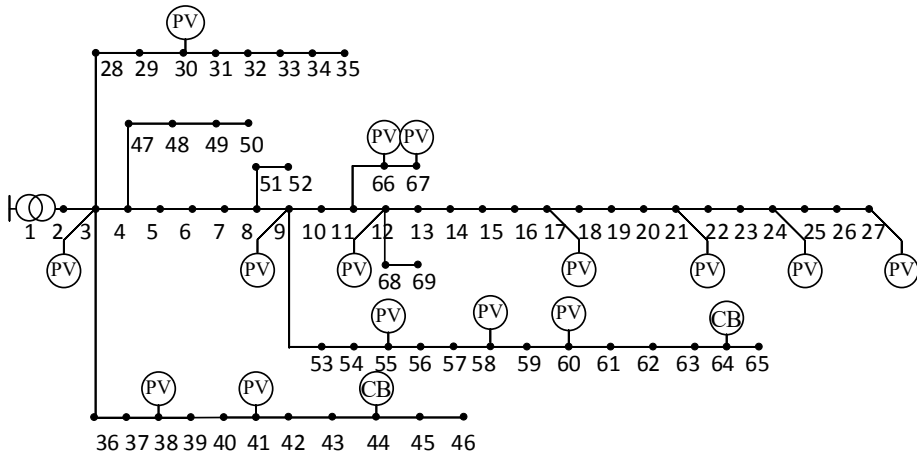 PV
28 29 30 31 32 33 34 35
47 48 49 50
PV PV
51 52
66 67
1 2 3 4 5 6 7 8 9 10 11 12 13 14 15 16 17 18 19 20 21 22 23 24 25 26 27
PV PV PV PV PV PV PV
68 69
PV PV PV CB
53 54 55 56 57 58 59 60 61 62 63 64 65
PV PV CB
36 37 38 39 40 41 42 43 44 45 46